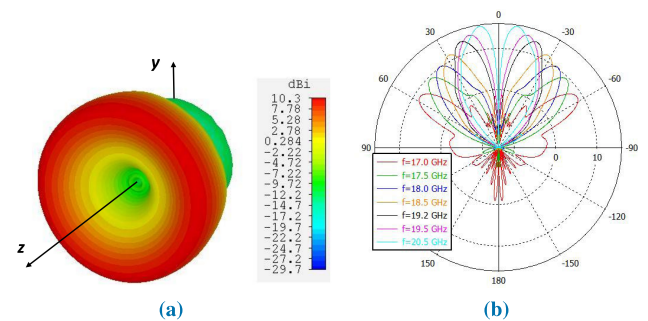 y
z
dBi
10.3
7.78
5.28
2.78
0.284
-2.22
-4.72
-7.22
-9.72
-12.2
-14.7
-17.2
-19.7
-22.2
-24.7
-27.2
-29.7
(a)
0
30
-30
60
-60
90
-90
0
10
-120
150
-150
180
f=17.0 GHz
f=17.5 GHz
f=18.0 GHz
f=18.5 GHz
f=19.2 GHz
f=19.5 GHz
f=20.5 GHz
(b)